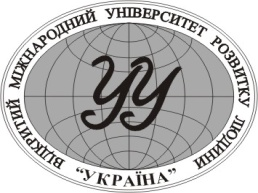 ВІДКРИТИЙ МІЖНАРОДНИЙ УНІВЕРСИТЕТ РОЗВИТКУ ЛЮДИНИ
УУ
“УКРАЇНА”